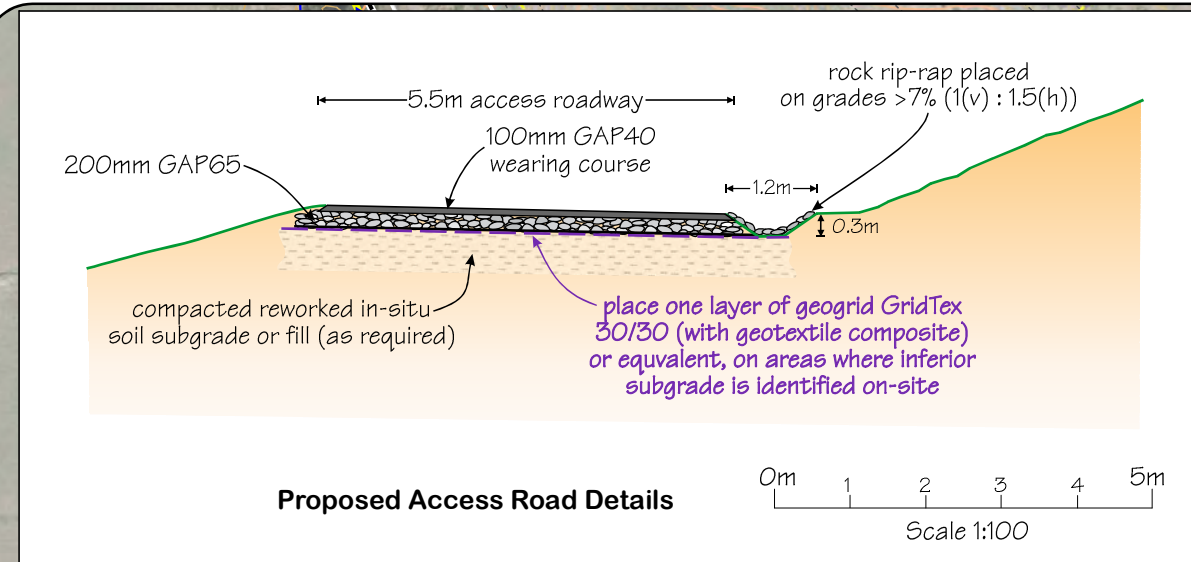 rock rip-rap placed
on grades >7% (1(v) : 1.5(h))
5.5m access roadway
100mm GAP40
wearing course
200mm GAP65
1.2m
0.3m
compacted reworked in-situ
soil subgrade or fill (as required)
place one layer of geogrid GridTex
30/30 (with geotextile composite)
or equvalent, on areas where inferior
subgrade is identified on-site
Proposed Access Road Details
0m 1 2 3 4 5m
Scale 1:100